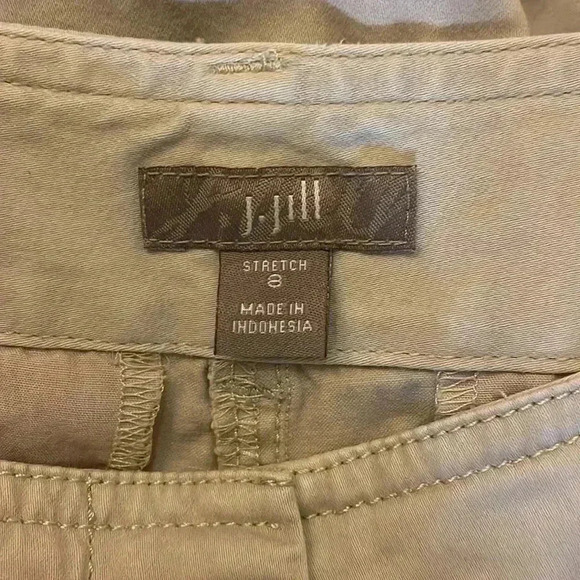 J.Jill
STRETCH
8
MADE IN
INDONESIA